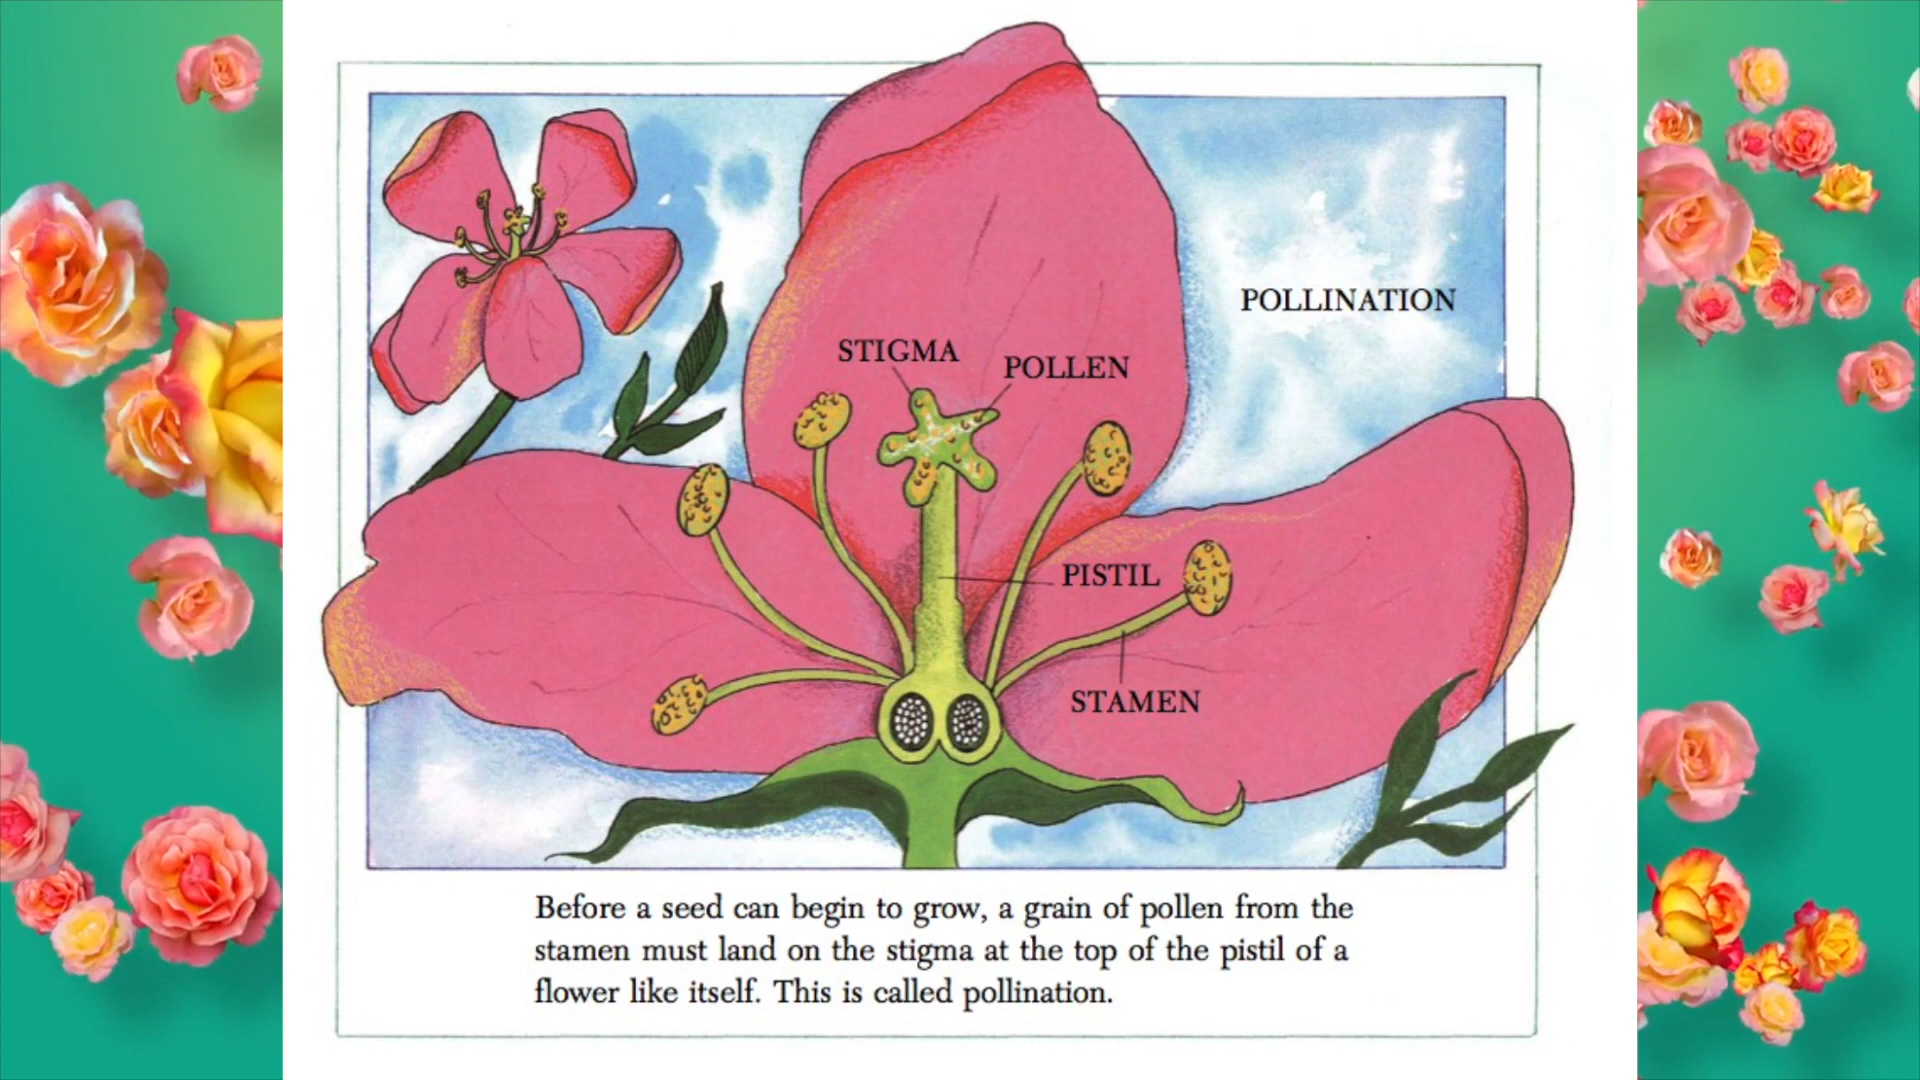 POLLINATION
STIGMA
POLLEN
PISTIL
STAMEN
Before a seed can begin to grow, a grain of pollen from the
stamen must land on the stigma at the top of the pistil of a
flower like itself. This is called pollination.